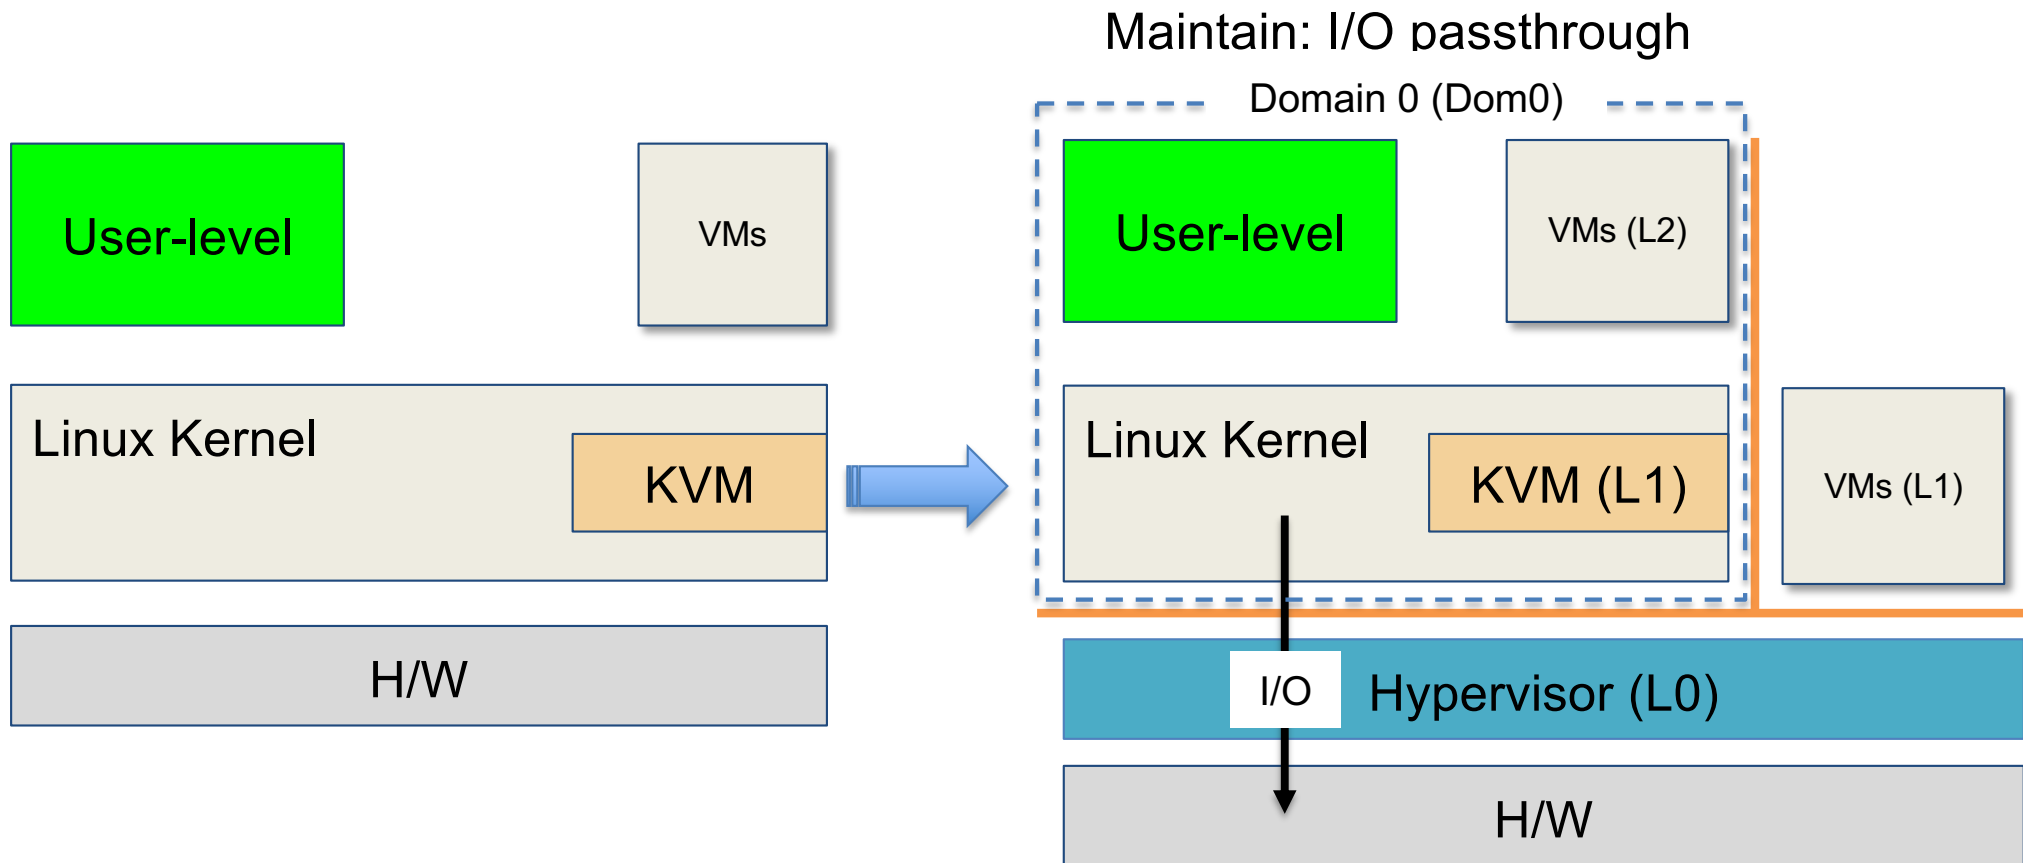 Maintain: I/O passthrough
Domain 0 (Dom0)
User-level
VMs
Linux Kernel
KVM
H/W
User-level
VMs (L2)
Linux Kernel
KVM (L1)
VMs (L1)
I/O
Hypervisor (L0)
H/W